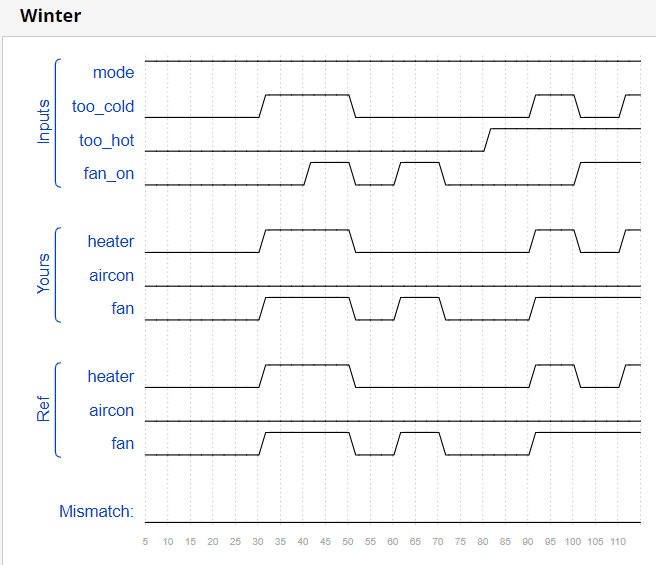 Winter
Inputs
mode
too_cold
too_hot
fan_on
Yours
heater
aircon
fan
Ref
heater
aircon
fan
Mismatch:
5 10 15 20 25 30 35 40 45 50 55 60 65 70 75 80 85 90 95 100 105 110